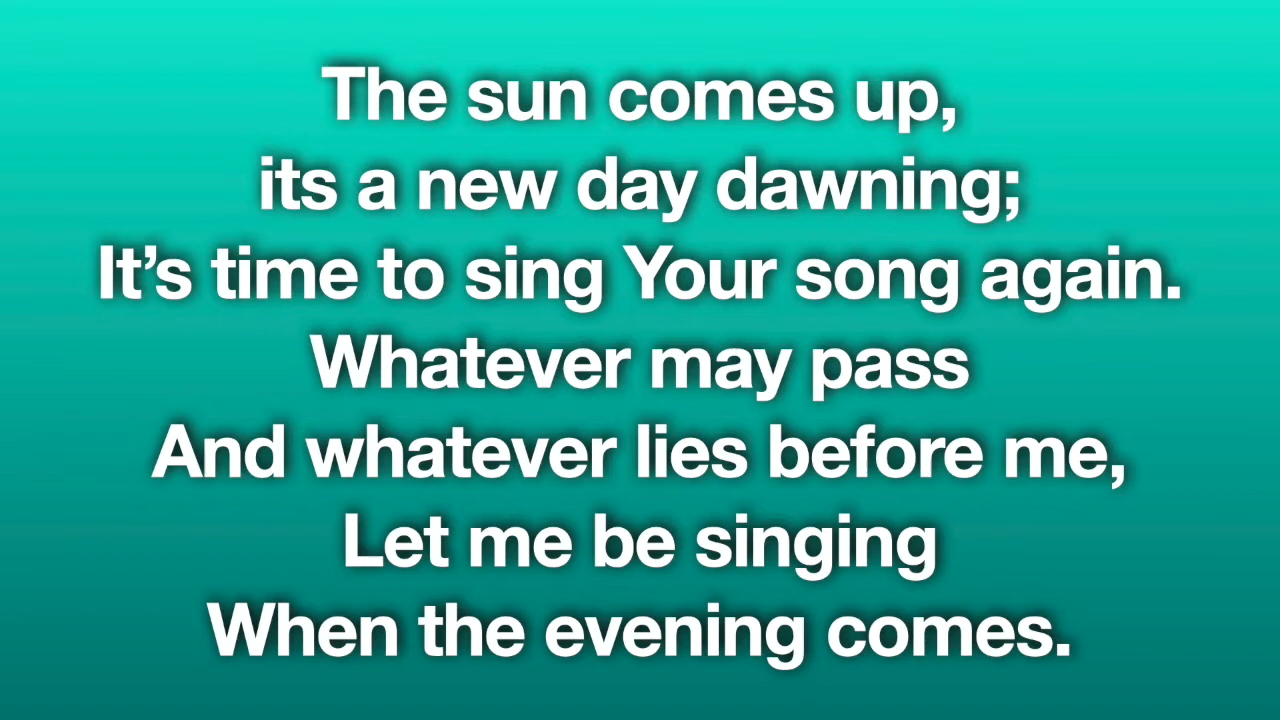 The sun comes up,
its a new day dawning;
It’s time to sing Your song again.
Whatever may pass
And whatever lies before me,
Let me be singing
When the evening comes.